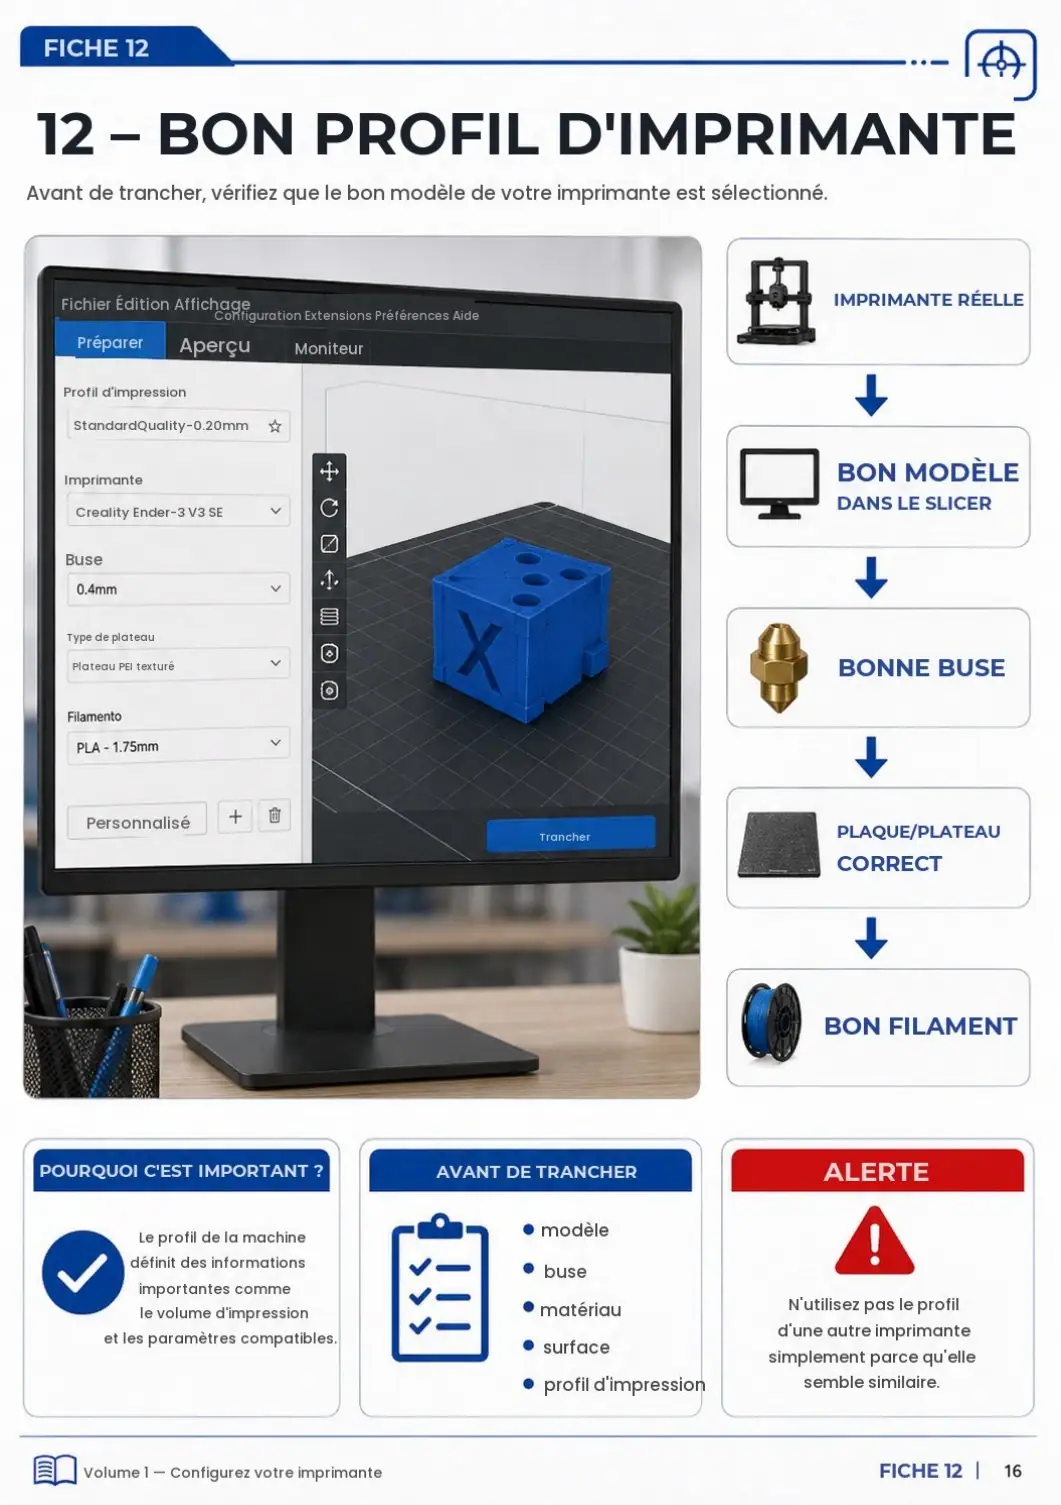 FICHE 12
12 – BON PROFIL D'IMPRIMANTE
Avant de trancher, vérifiez que le bon modèle de votre imprimante est sélectionné.
Fichier Édition Affichage
Configuration Extensions Préférences Aide
Préparer
Aperçu
Moniteur
Profil d'impression
StandardQuality-0.20mm
Imprimante
Creality Ender-3 V3 SE
Buse
0.4mm
Type de plateau
Plateau PEI texturé
Filamento
PLA - 1.75mm
Personnalisé
X
Trancher
IMPRIMANTE RÉELLE
BON MODÈLE
DANS LE SLICER
BONNE BUSE
PLAQUE/PLATEAU
CORRECT
BON FILAMENT
POURQUOI C'EST IMPORTANT ?
Le profil de la machine
définit des informations
importantes comme
le volume d'impression
et les paramètres compatibles.
AVANT DE TRANCHER
modèle
buse
matériau
surface
profil d'impression
ALERTE
N'utilisez pas le profil
d'une autre imprimante
simplement parce qu'elle
semble similaire.
Volume 1 — Configurez votre imprimante
FICHE 12 | 16